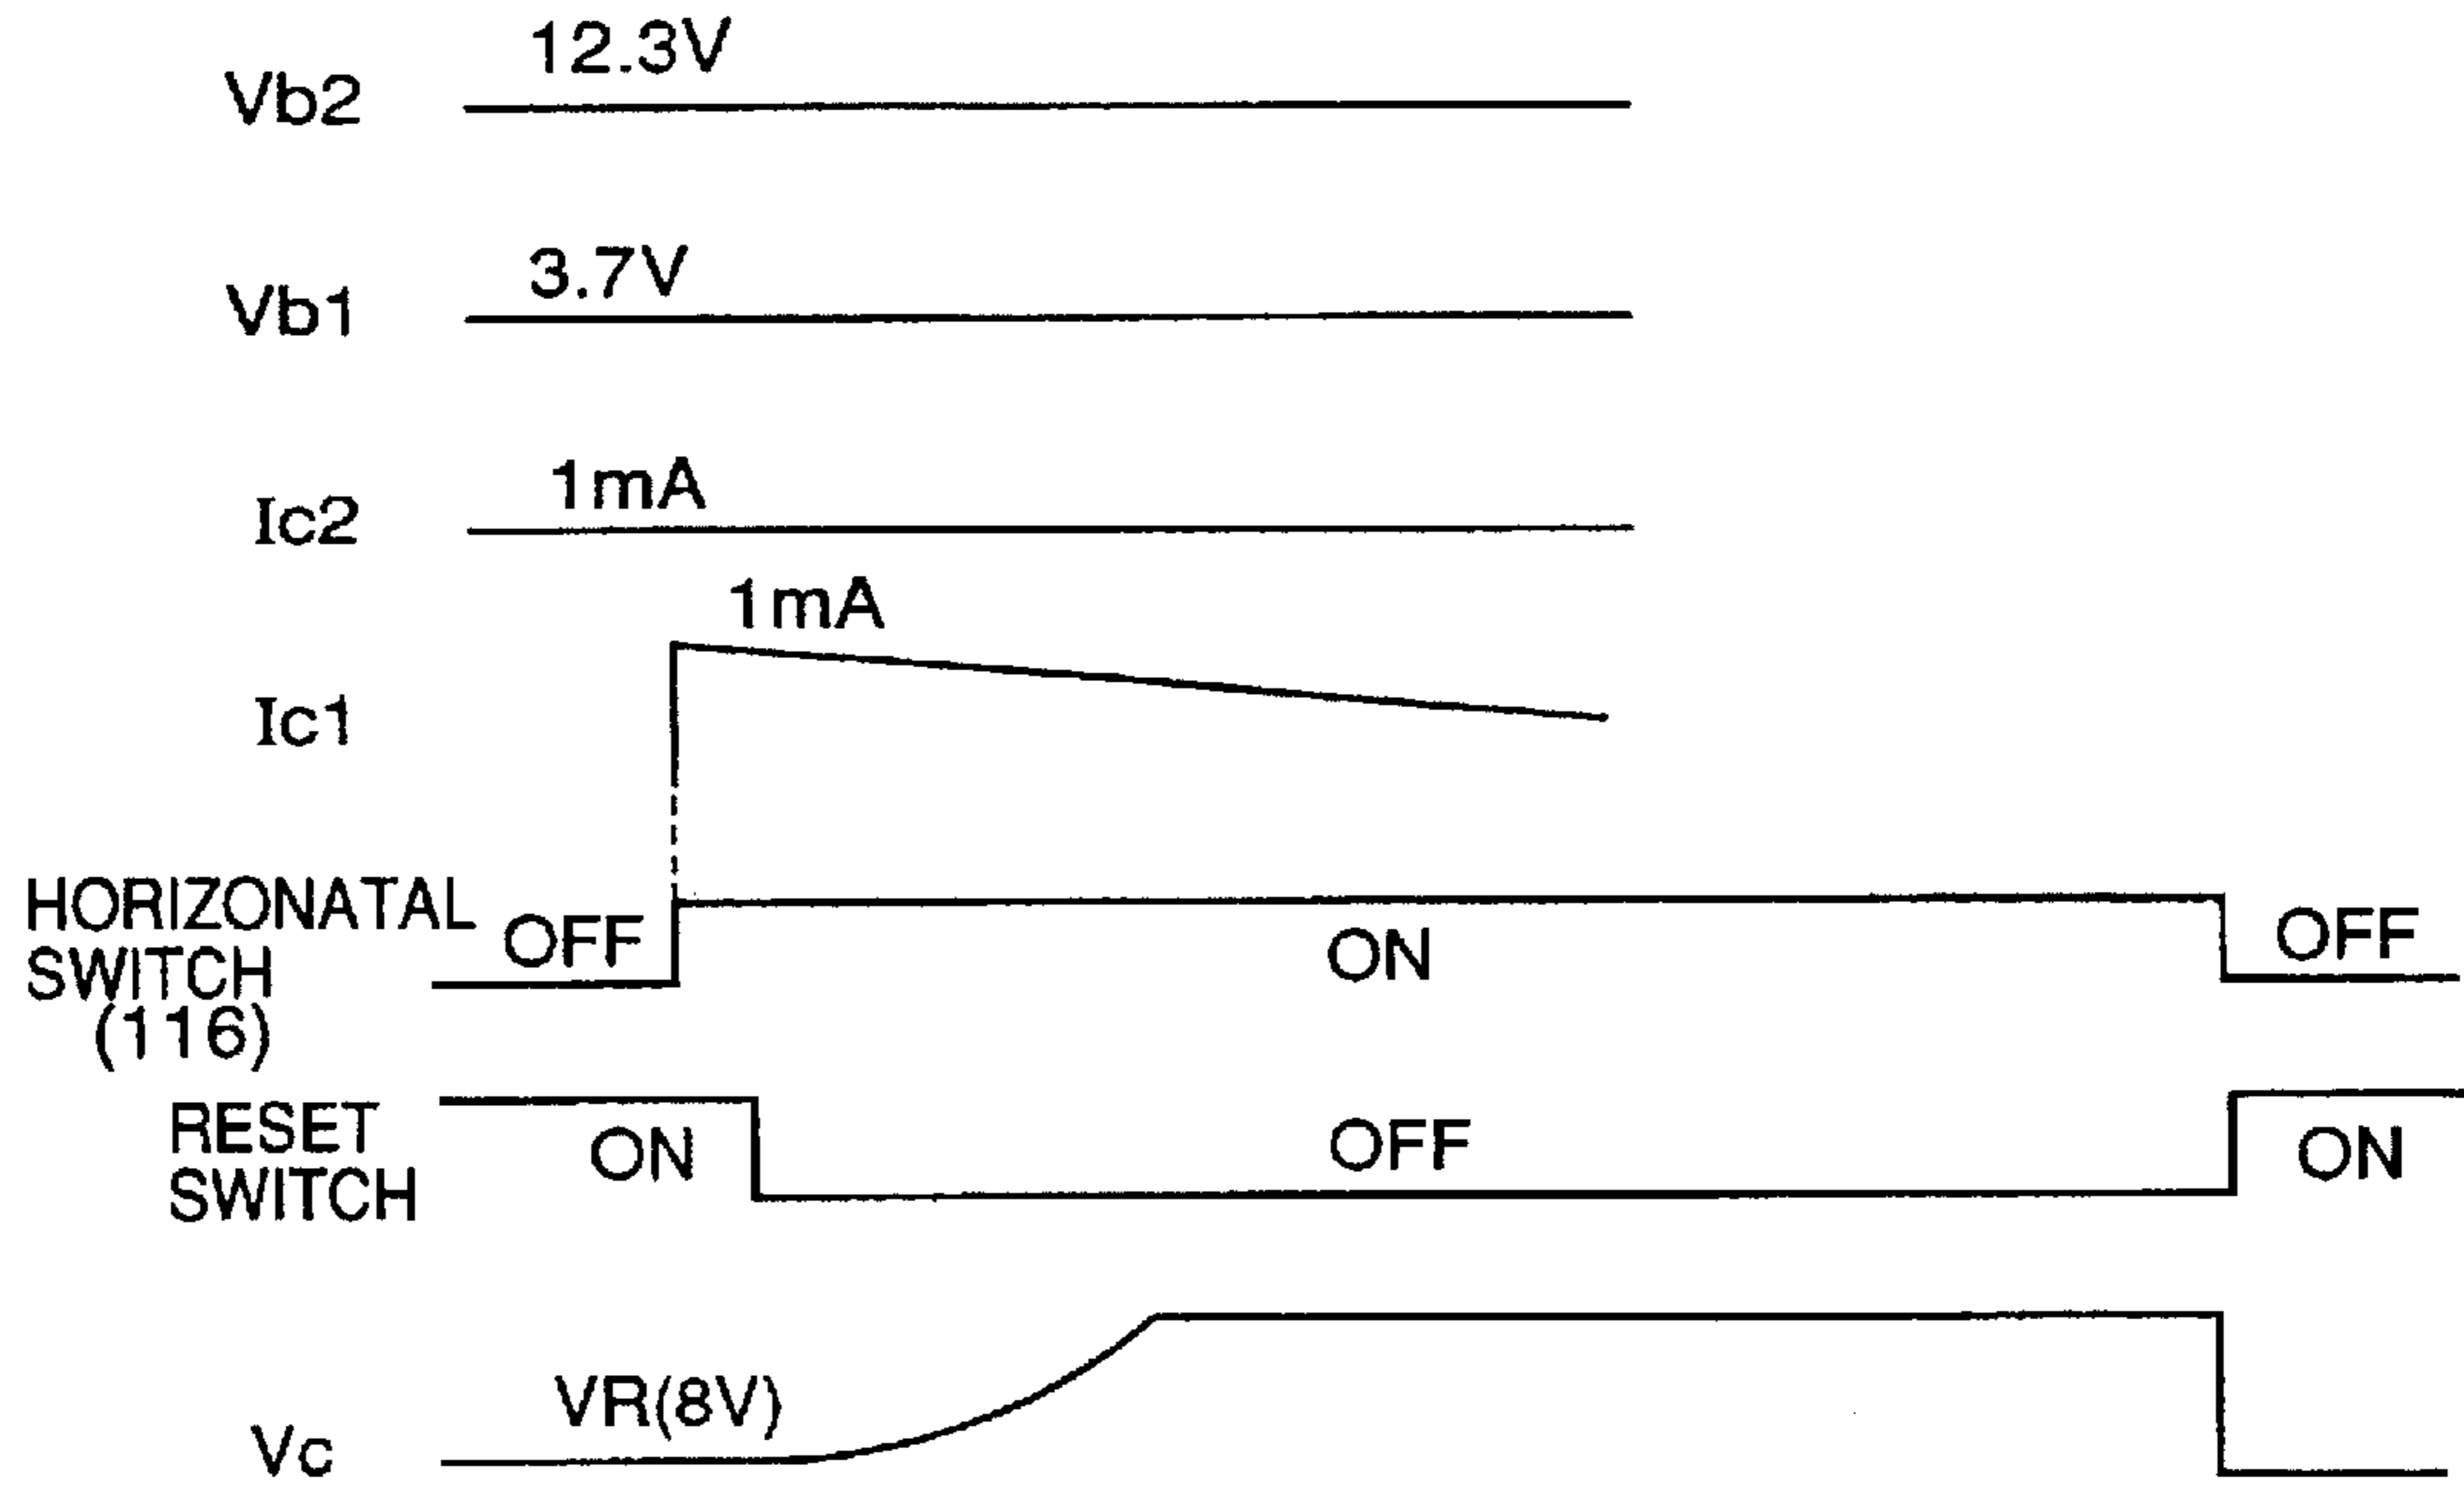 12.3V
Vb2
3.7V
Vb1
1mA
Ic2
1mA
Ic1
HORIZONATAL
SWITCH
(116)
OFF
ON
OFF
RESET
SWITCH
ON
OFF
ON
VR(8V)
Vc